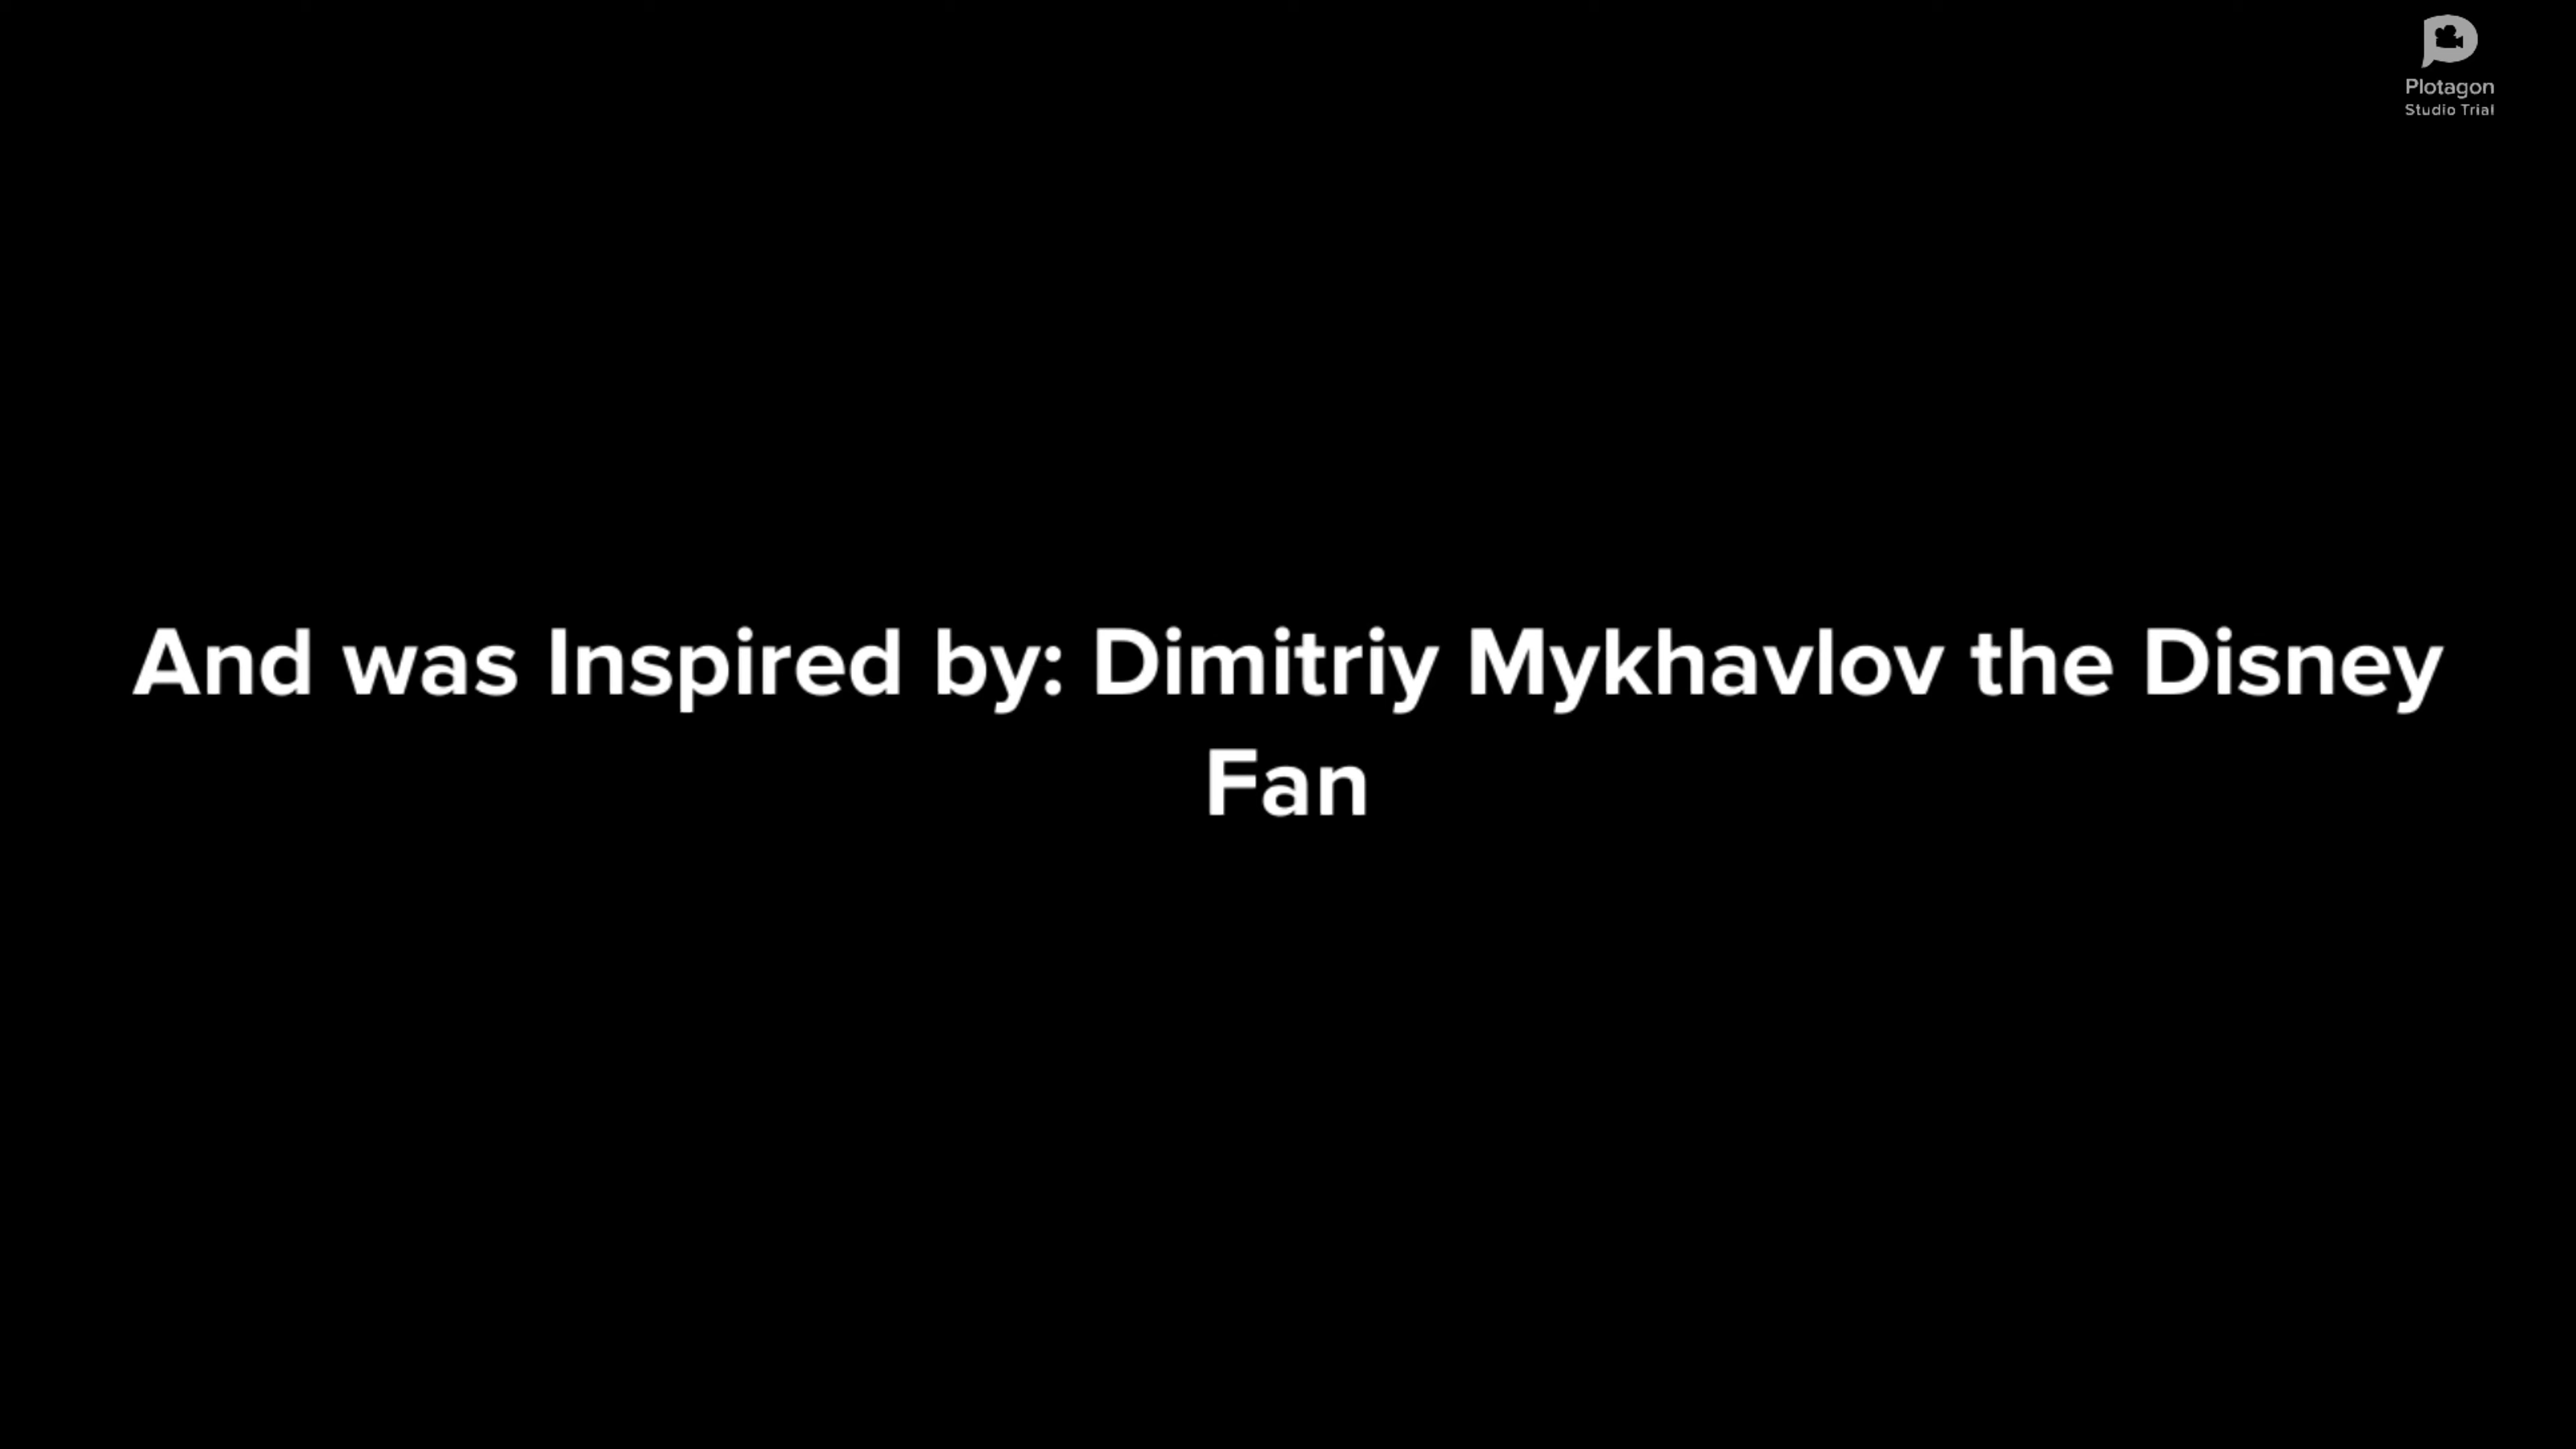 Plotagon
Studio Trial
And was Inspired by: Dimitriy Mykhavlov the Disney
Fan